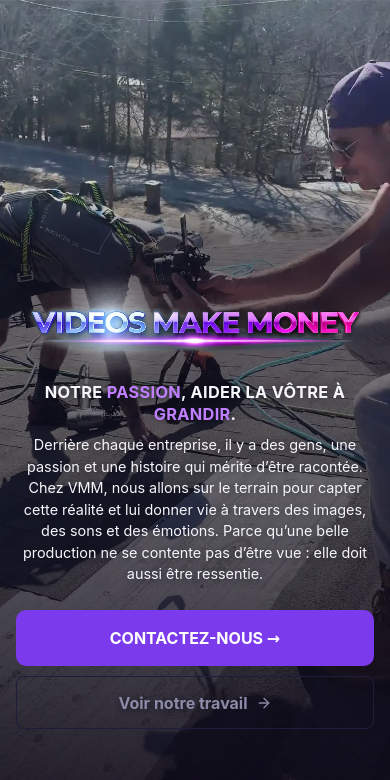 VIDEOS MAKE MONEY
NOTRE PASSION, AIDER LA VÔTRE À
GRANDIR.
Derrière chaque entreprise, il y a des gens, une
passion et une histoire qui mérite d’être racontée.
Chez VMM, nous allons sur le terrain pour capter
cette réalité et lui donner vie à travers des images,
des sons et des émotions. Parce qu’une belle
production ne se contente pas d’être vue : elle doit
aussi être ressentie.
CONTACTEZ-NOUS →
Voir notre travail →